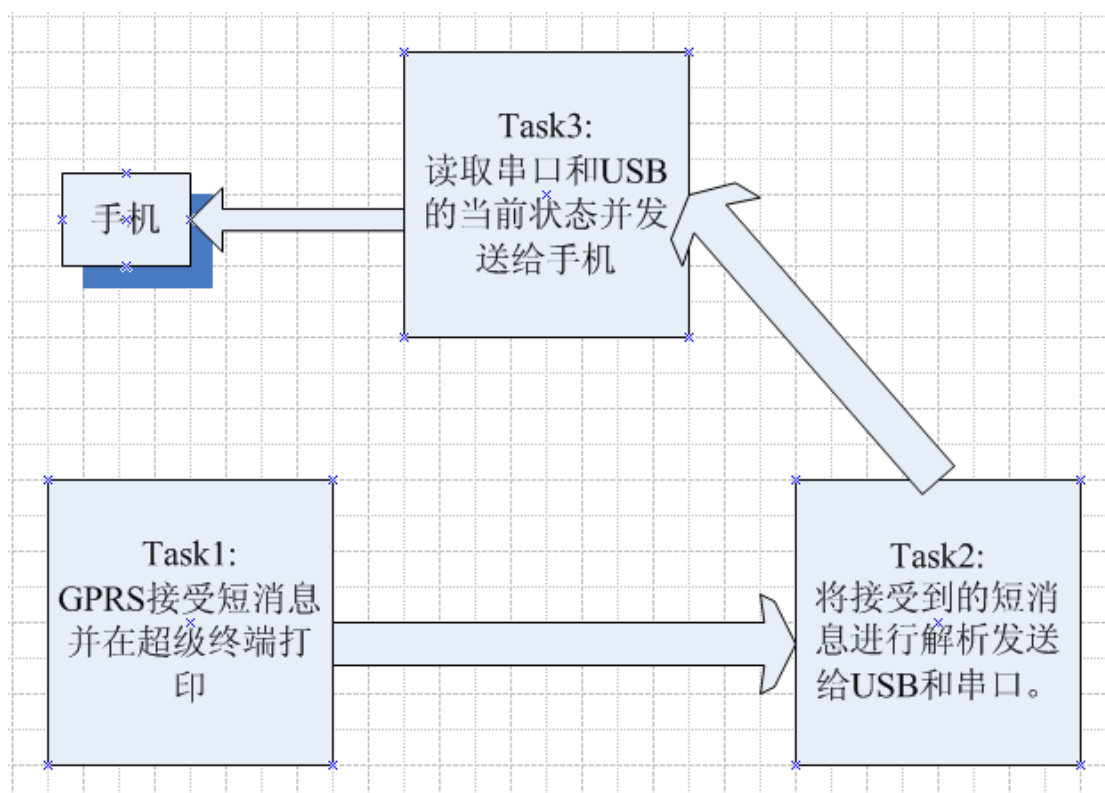 Task3:
读取串口和USB
的当前状态并发
送给手机
手机
Task1:
GPRS接受短消息
并在超级终端打
印
Task2:
将接受到的短消
息进行解析发送
给USB和串口。